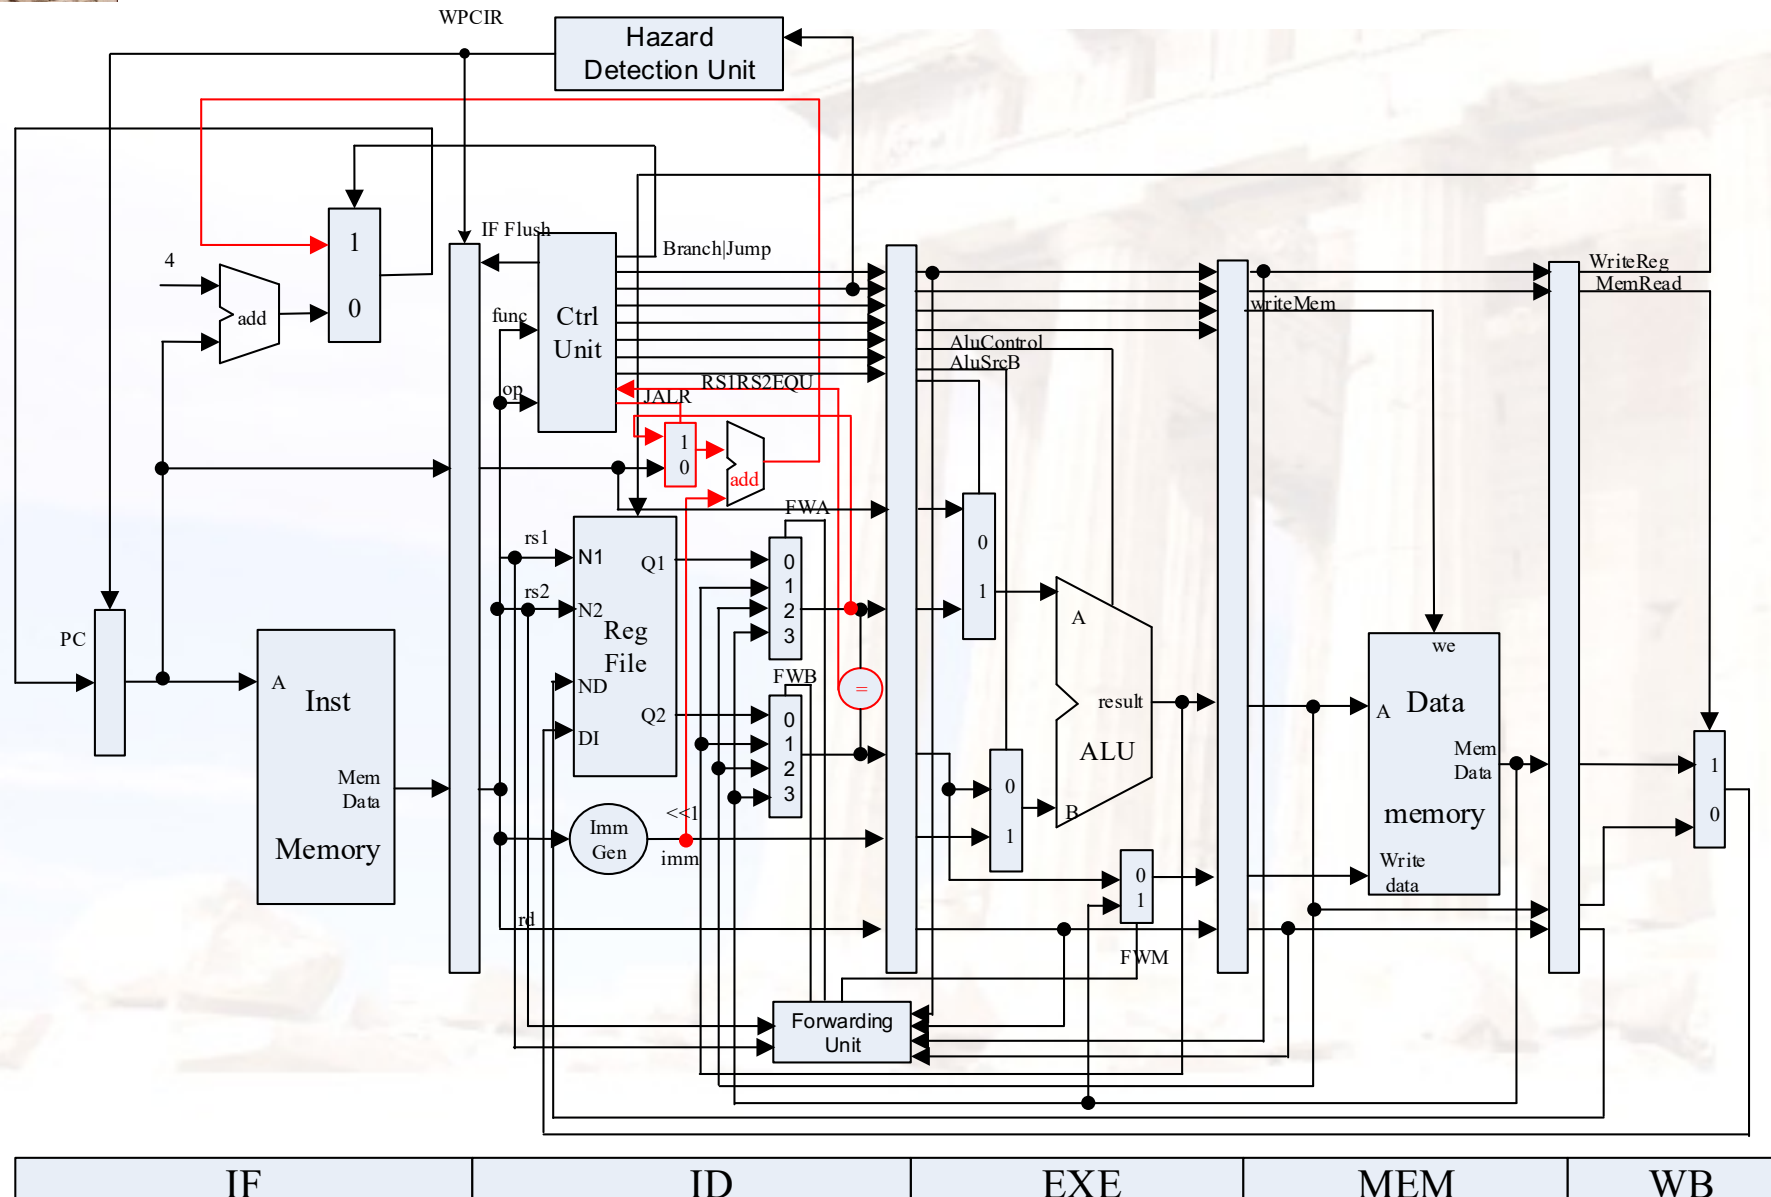 WPCIR
Hazard
Detection Unit
1
0
4
add
IF Flush
Branch|Jump
func
Ctrl
Unit
op
RS1RS2EQU
JALR
1
0
add
WriteReg
MemRead
writeMem
AluControl
AluSrcB
PC
A
Inst
Mem
Data
Memory
rs1
N1
Q1
rs2
N2
Reg
File
ND
Q2
DI
FWA
0
1
2
3
FWB
0
1
2
3
=
<<1
Imm
Gen
imm
rd
0
1
0
1
A
result
ALU
B
0
1
FWM
we
A
Data
Mem
Data
memory
Write
data
1
0
Forwarding
Unit
IF
ID
EXE
MEM
WB